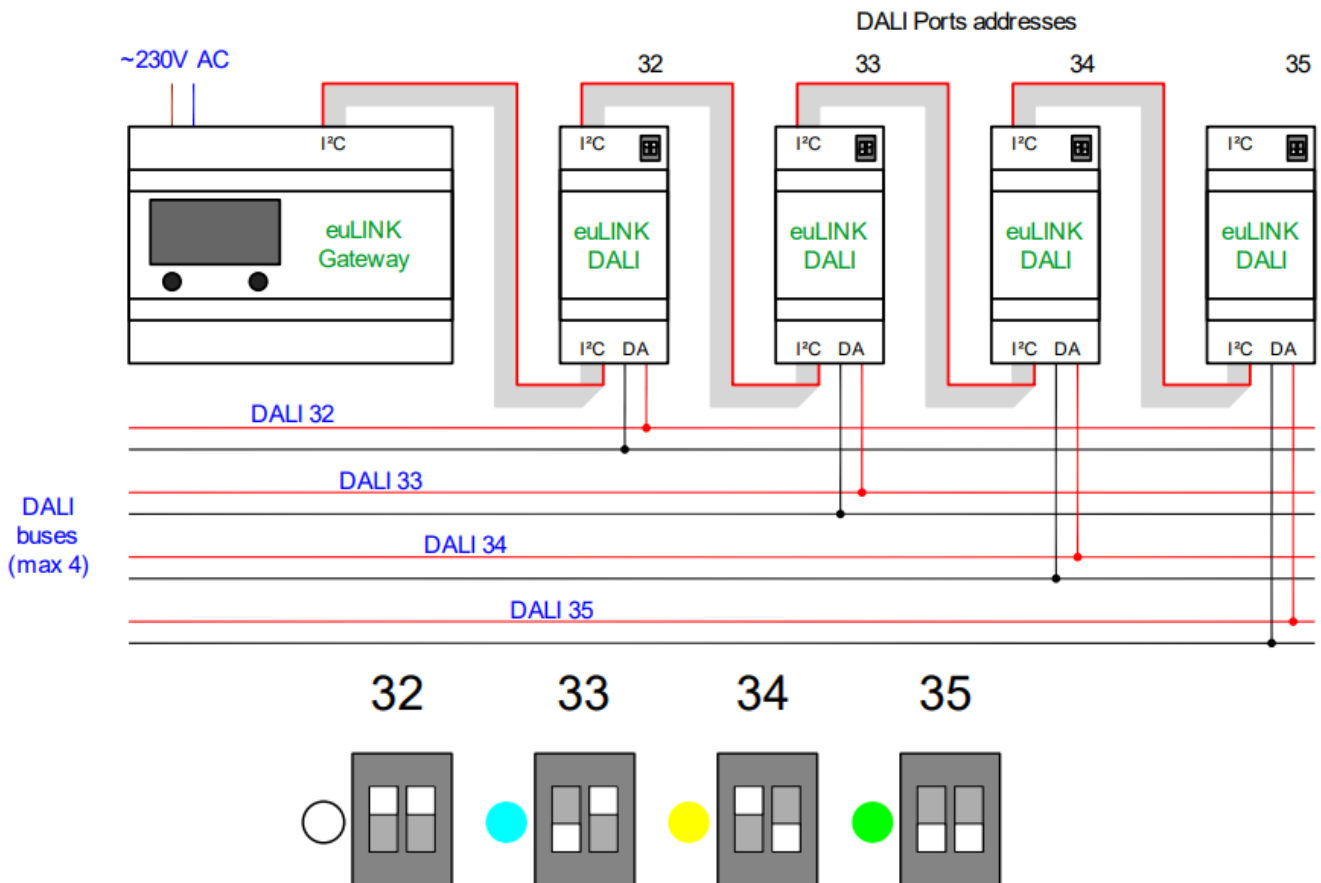 DALI Ports addresses
~230V AC
32
33
34
35
I²C
I²C
I²C
I²C
I²C
euLINK
Gateway
euLINK
DALI
euLINK
DALI
euLINK
DALI
euLINK
DALI
I²C DA
I²C DA
I²C DA
I²C DA
DALI 32
DALI 33
DALI 34
DALI 35
DALI
buses
(max 4)
32
33
34
35